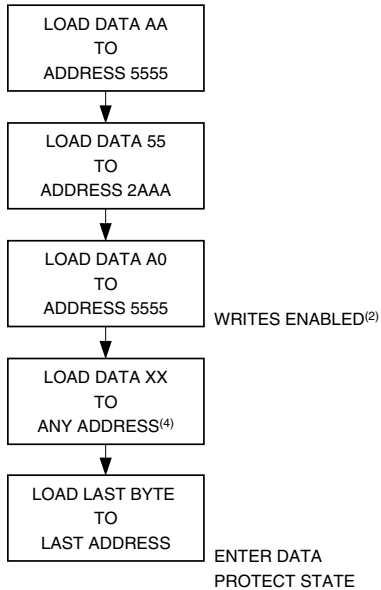 LOAD DATA AA
TO
ADDRESS 5555
LOAD DATA 55
TO
ADDRESS 2AAA
LOAD DATA A0
TO
ADDRESS 5555
WRITES ENABLED(2)
LOAD DATA XX
TO
ANY ADDRESS(4)
LOAD LAST BYTE
TO
LAST ADDRESS
ENTER DATA
PROTECT STATE